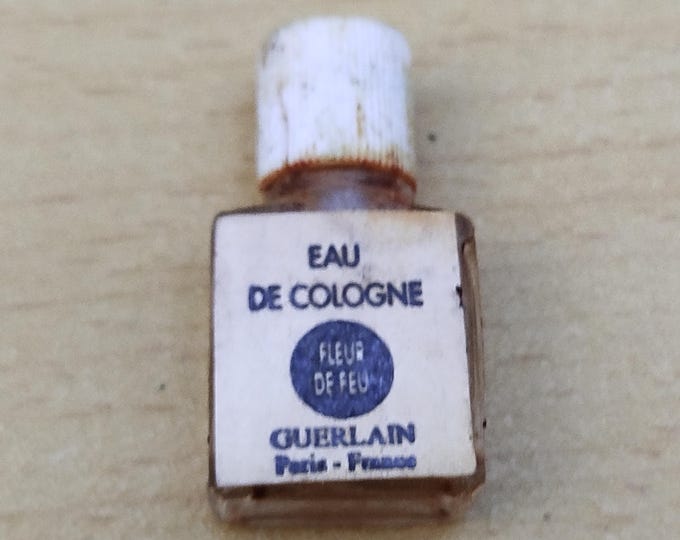 EAU
DE COLOGNE
FLEUR
DE FEU
GUERLAIN
Paris - France